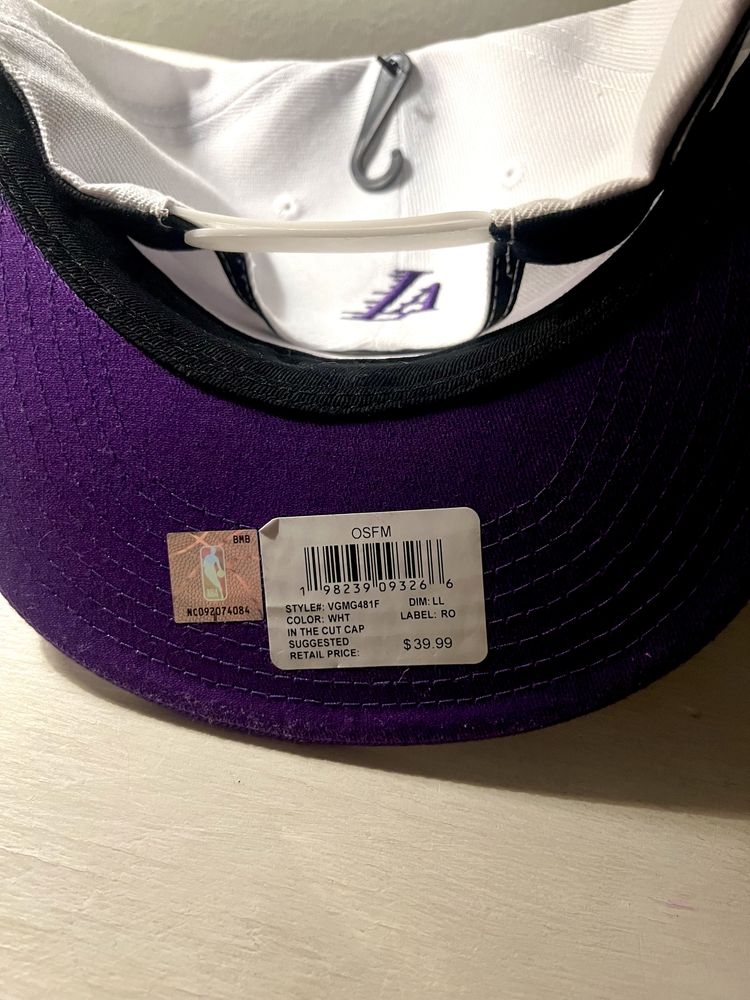 LA
BMB
NBA
NC092074084
OSFM
1 98239 09326 6
STYLE#: VGMG481F DIM: LL
COLOR: WHT LABEL: RO
IN THE CUT CAP
SUGGESTED
RETAIL PRICE: $39.99